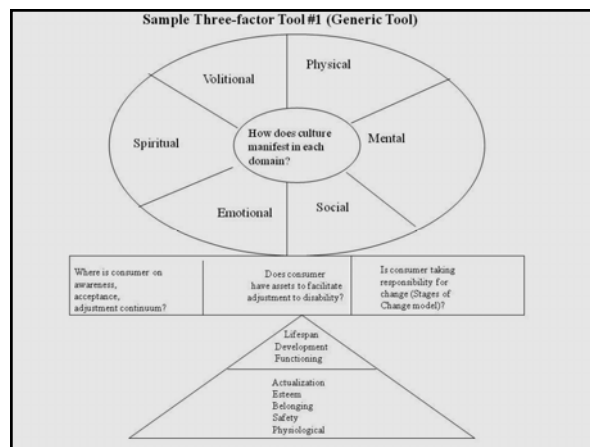 Sample Three-factor Tool #1 (Generic Tool)
Physical
Volitional
How does culture
manifest in each
domain?
Mental
Spiritual
Social
Emotional
Where is consumer on
awareness,
acceptance,
adjustment continuum?
Does consumer
have assets to facilitate
adjustment to disability?
Is consumer taking
responsibility for
change (Stages of
Change model)?
Lifespan
Development
Functioning
Actualization
Esteem
Belonging
Safety
Physiological